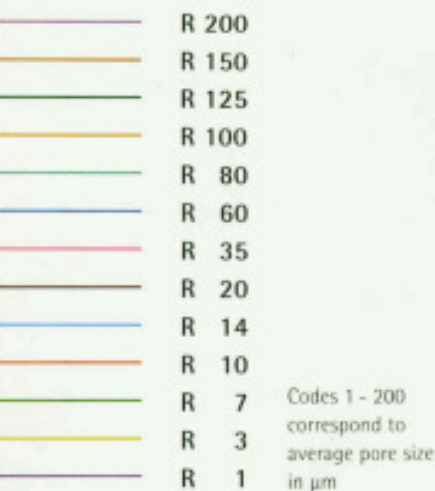 R 200
R 150
R 125
R 100
R 80
R 60
R 35
R 20
R 14
R 10
R 7
R 3
R 1
Codes 1 - 200
correspond to
average pore size
in µm